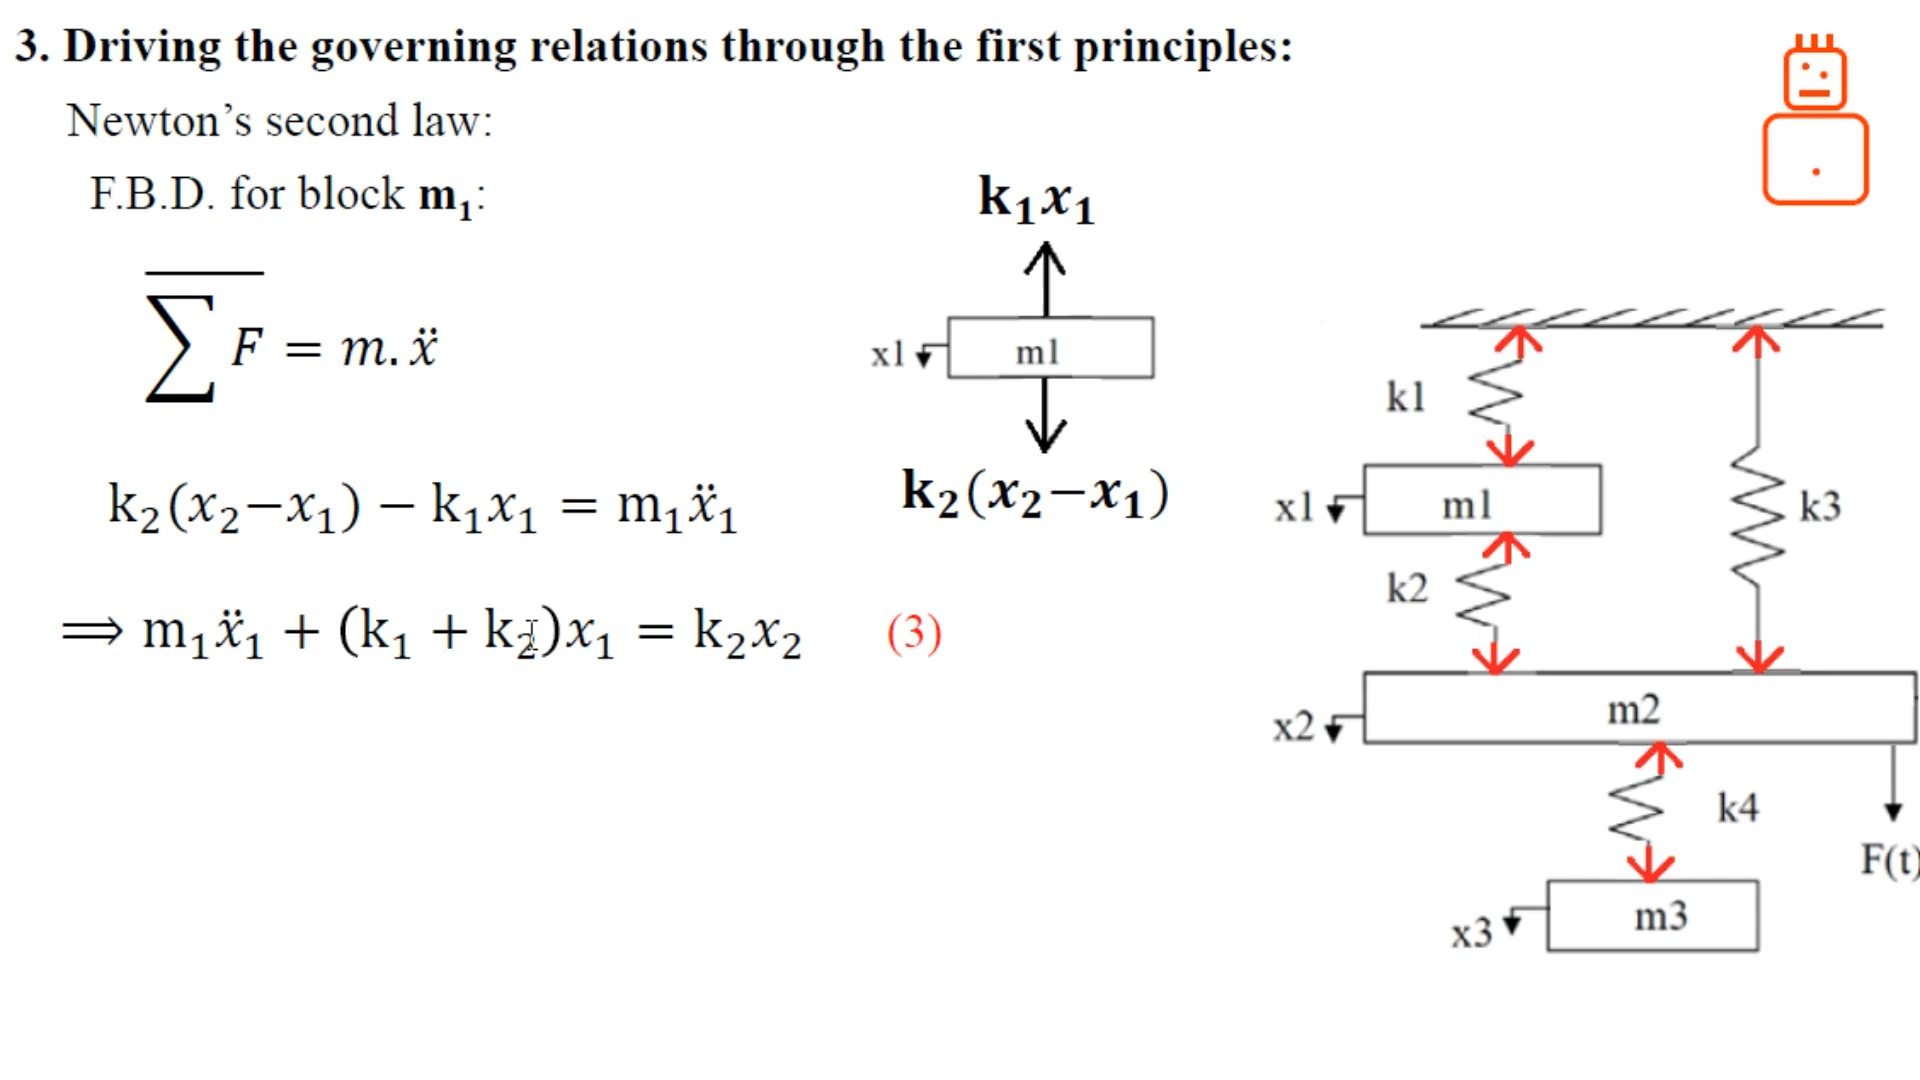 3. Driving the governing relations through the first principles:
Newton’s second law:
F.B.D. for block m₁:
∑ F = m. ẍ
k₂(x₂−x₁) − k₁x₁ = m₁ẍ₁
⟹ m₁ẍ₁ + (k₁ + k₂)x₁ = k₂x₂ (3)
k₁x₁
x1 m1
k₂(x₂−x₁)
k1
x1 m1 k3
k2
x2 m2
k4
F(t)
x3 m3